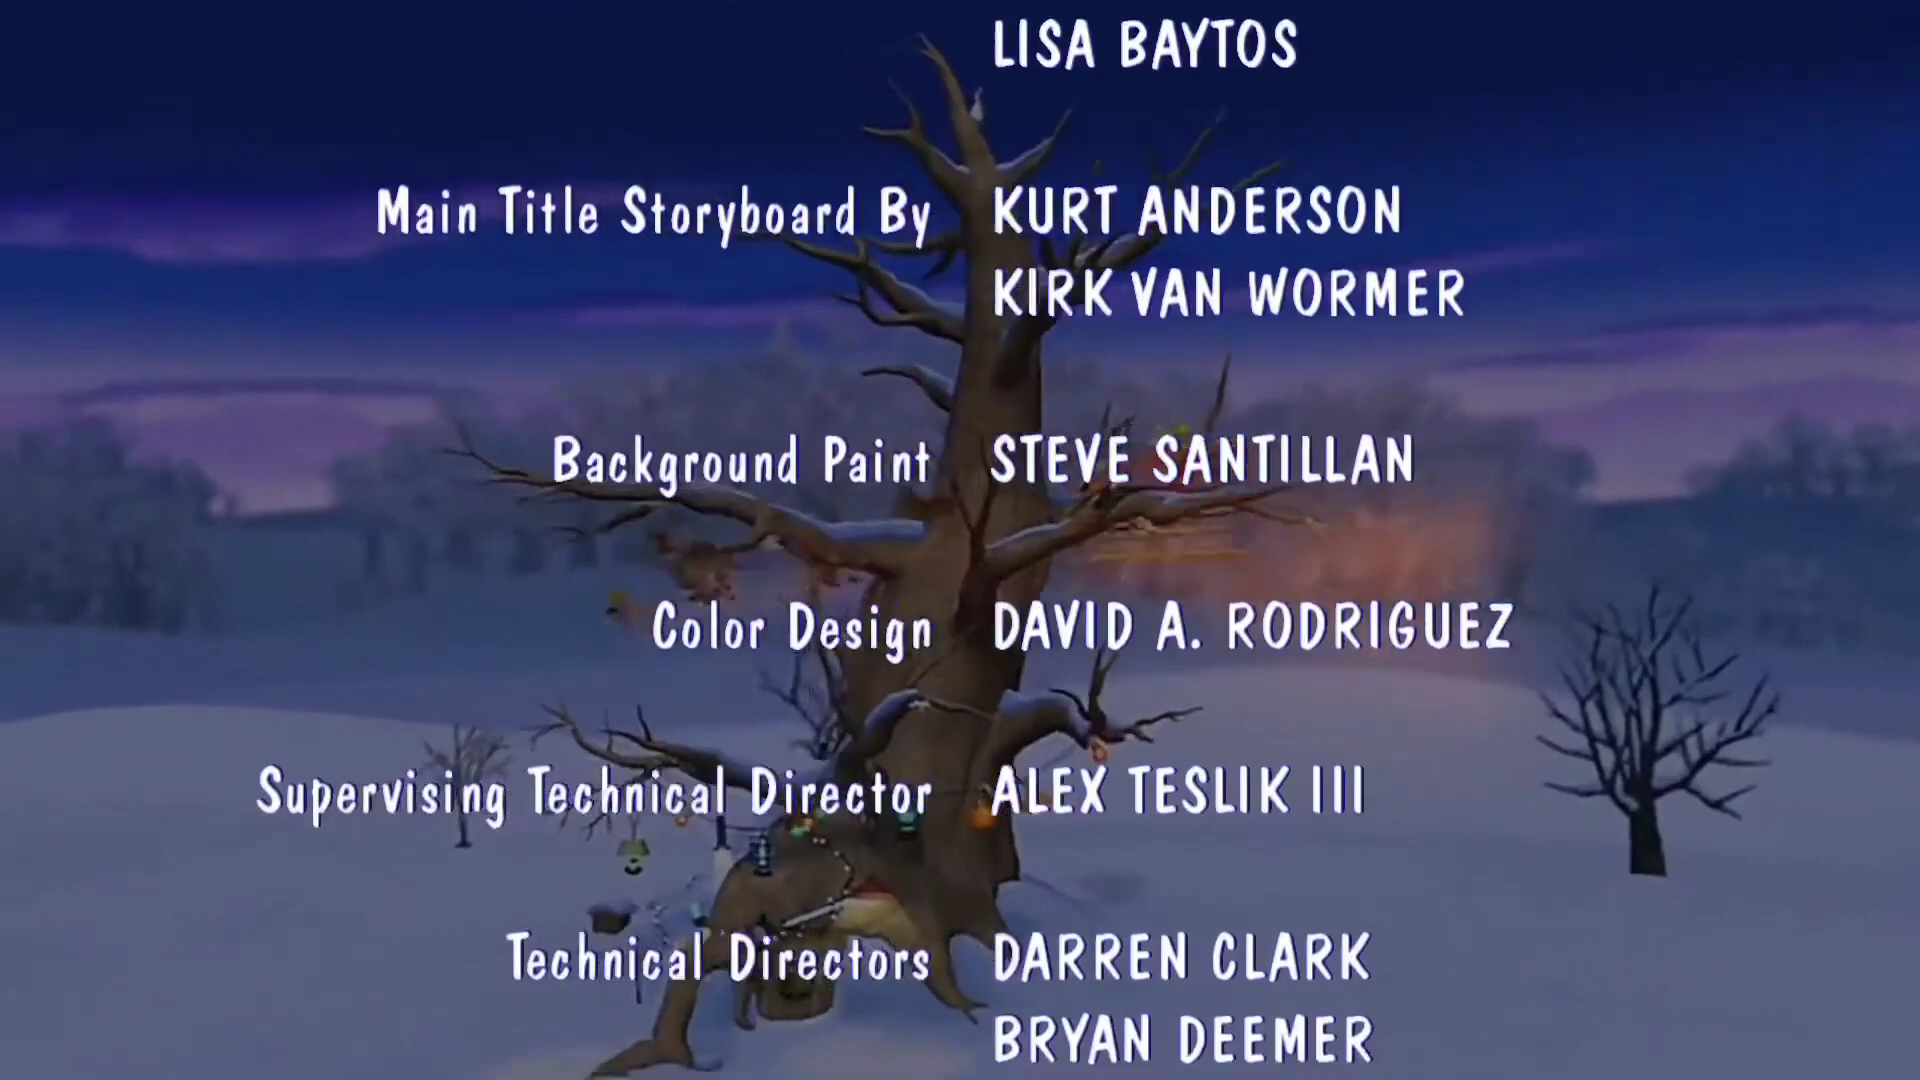 LISA BAYTOS
Main Title Storyboard By KURT ANDERSON
KIRK VAN WORMER
Background Paint STEVE SANTILLAN
Color Design DAVID A. RODRIGUEZ
Supervising Technical Director ALEX TESLIK III
Technical Directors DARREN CLARK
BRYAN DEEMER